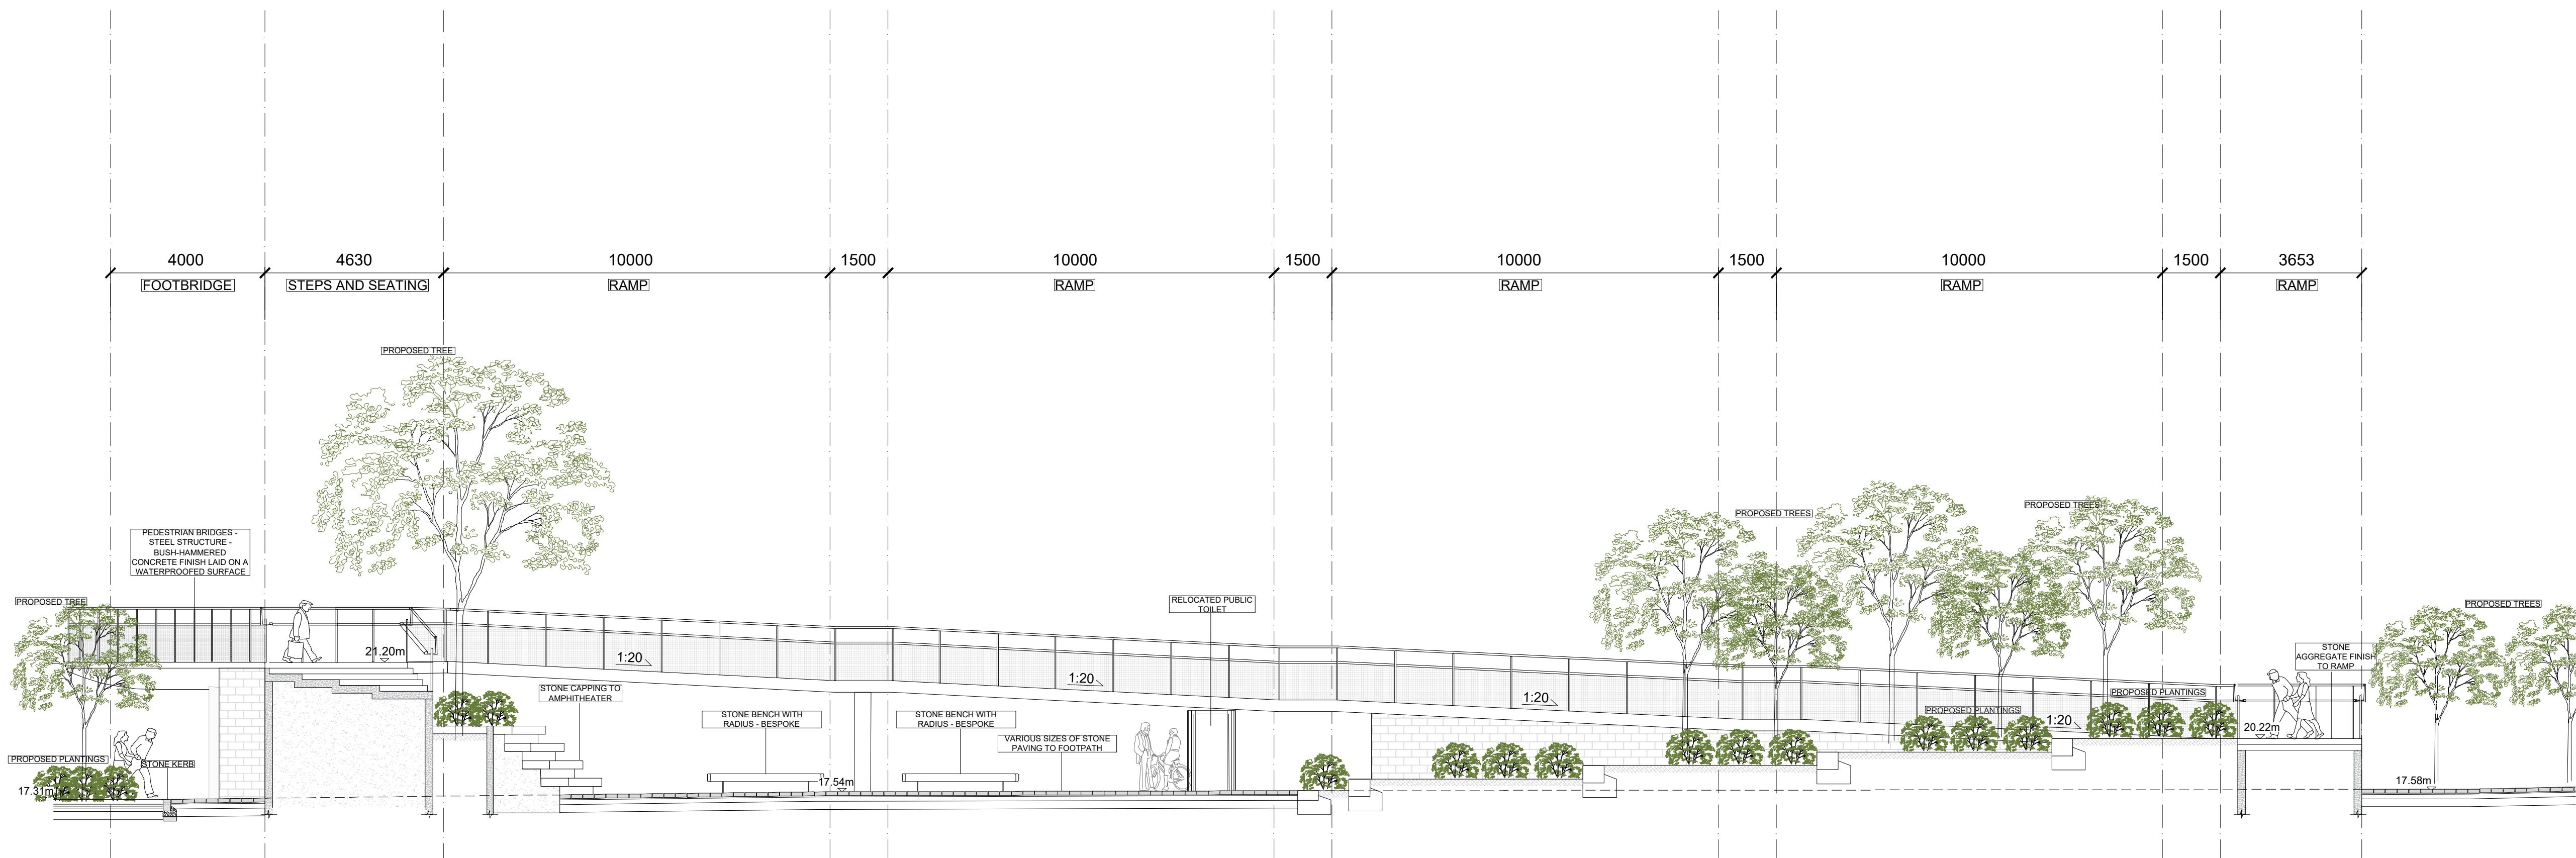 4000
4630
10000
1500
10000
1500
10000
1500
10000
1500
3653
FOOTBRIDGE
STEPS AND SEATING
RAMP
RAMP
RAMP
RAMP
RAMP
PROPOSED TREE
PEDESTRIAN BRIDGES -
STEEL STRUCTURE -
BUSH-HAMMERED
CONCRETE FINISH LAID ON A
WATERPROOFED SURFACE
PROPOSED TREES
PROPOSED TREES
PROPOSED TREE
RELOCATED PUBLIC
TOILET
PROPOSED TREES
21.20m
1:20
1:20
1:20
1:20
STONE
AGGREGATE FINISH
TO RAMP
STONE CAPPING TO
AMPHITHEATER
STONE BENCH WITH
RADIUS - BESPOKE
STONE BENCH WITH
RADIUS - BESPOKE
VARIOUS SIZES OF STONE
PAVING TO FOOTPATH
PROPOSED PLANTINGS
PROPOSED PLANTINGS
20.22m
PROPOSED PLANTINGS
STONE KERB
17.31m
17.54m
17.58m